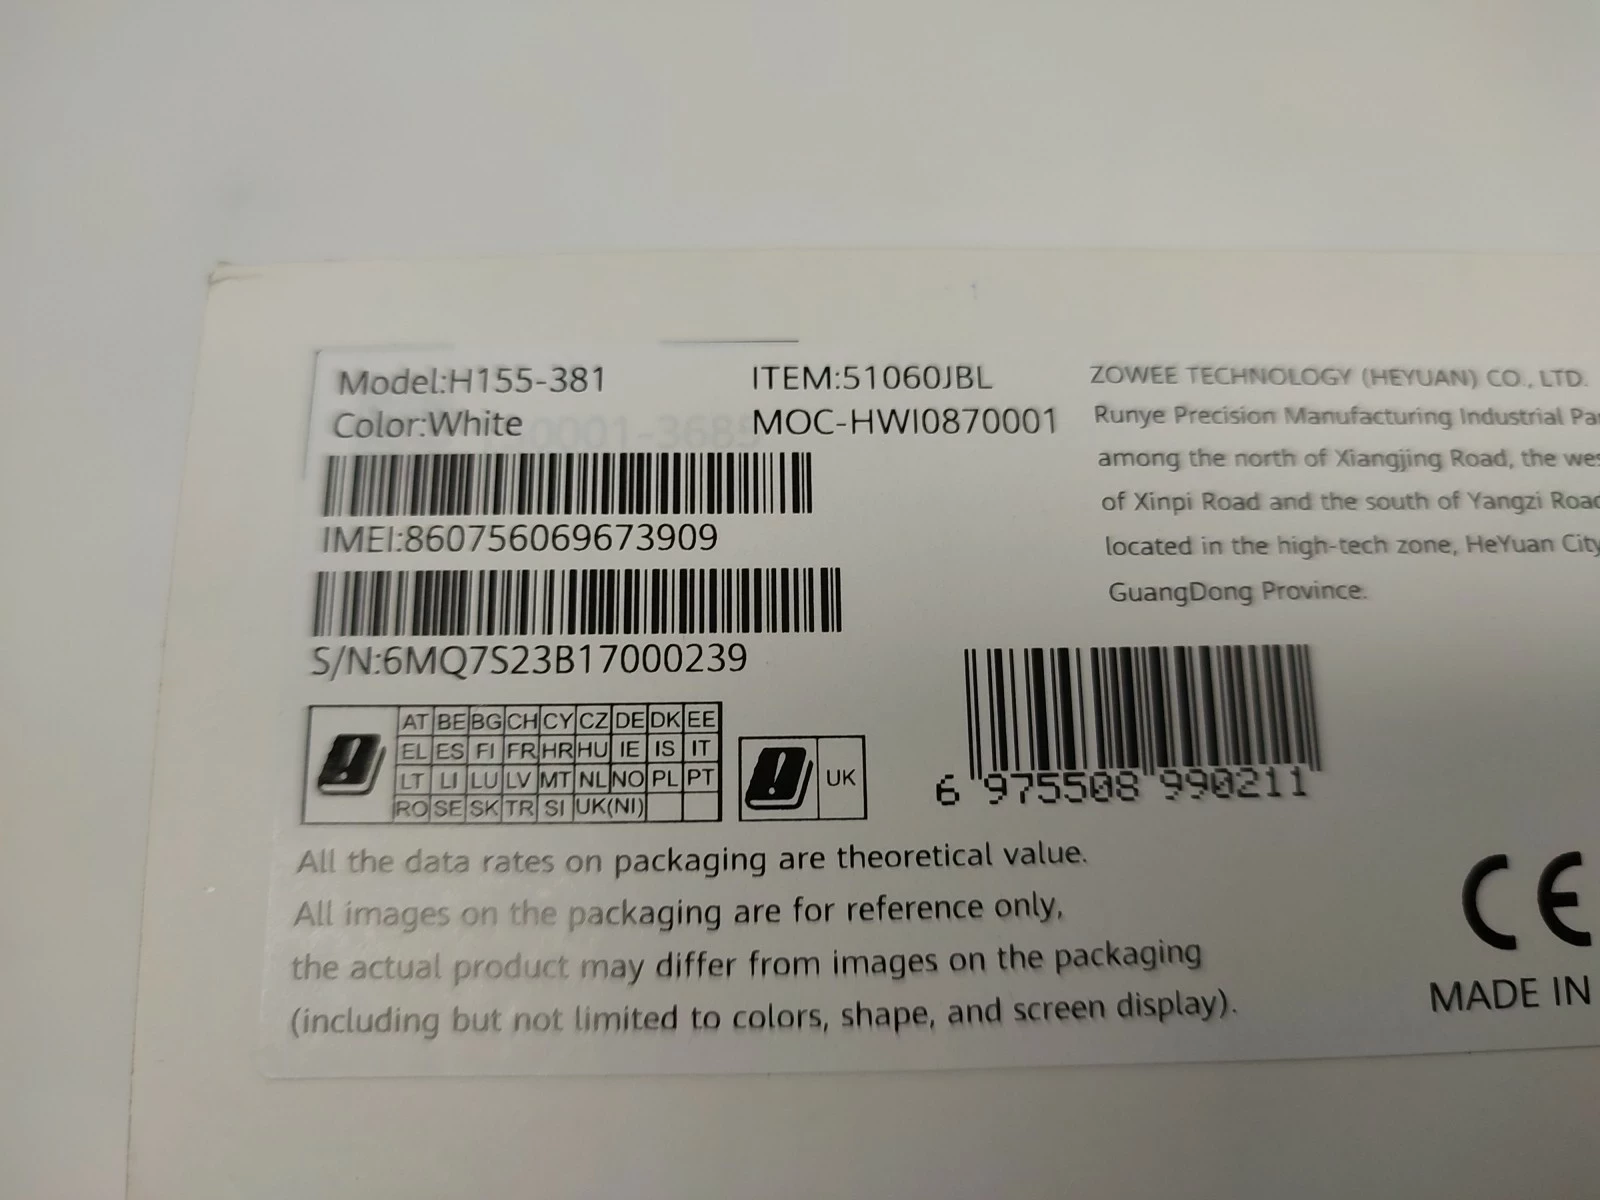 Model:H155-381
Color:White
IMEI:860756069673909
S/N:6MQ7S23B17000239
ITEM:51060JBL
MOC-HWI0870001
ZOWEE TECHNOLOGY (HEYUAN) CO., LTD.
Runye Precision Manufacturing Industrial
among the north of Xiangjing Road, the
of Xinpi Road and the south of Yangzi
located in the high-tech zone, HeYuan City
GuangDong Province.
AT BE BG CH CY CZ DE DK EE
EL ES FI FR HR HU IE IS IT
LT LI LU LV MT NL NO PL PT
RO SE SK TR SI UK(NI)
UK
6 975508 990211
All the data rates on packaging are theoretical value.
All images on the packaging are for reference only,
the actual product may differ from images on the packaging
(including but not limited to colors, shape, and screen display).
CE
MADE IN